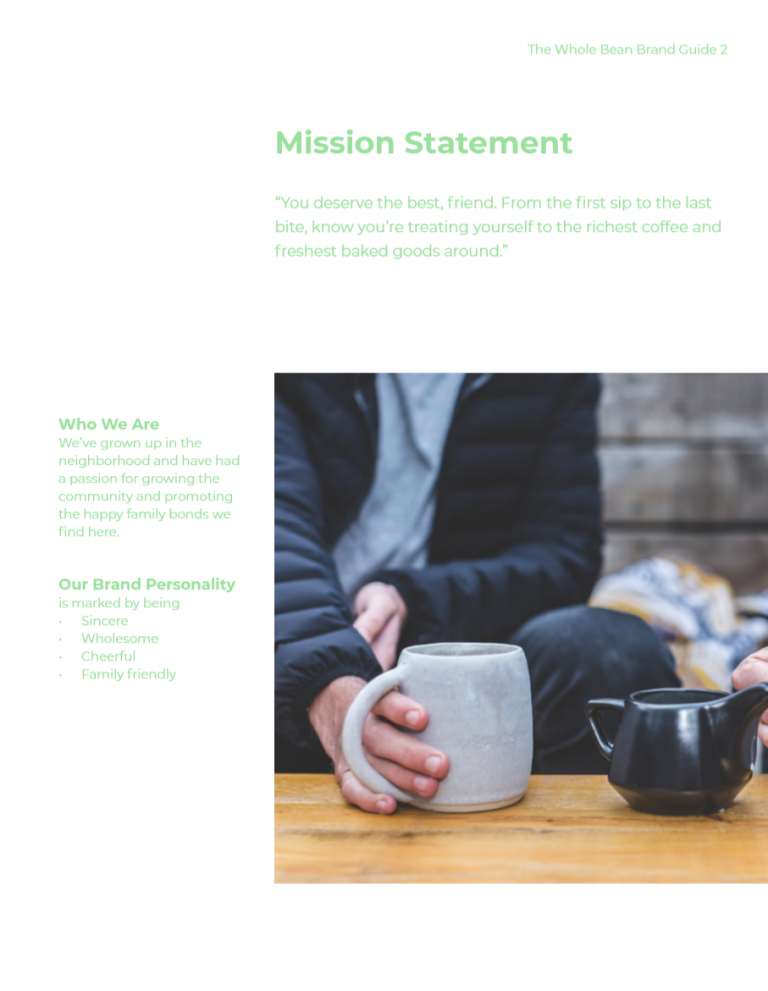 The Whole Bean Brand Guide 2
Mission Statement
“You deserve the best, friend. From the first sip to the last
bite, know you’re treating yourself to the richest coffee and
freshest baked goods around.”
Who We Are
We’ve grown up in the
neighborhood and have had
a passion for growing the
community and promoting
the happy family bonds we
find here.
Our Brand Personality
is marked by being
· Sincere
· Wholesome
· Cheerful
· Family friendly